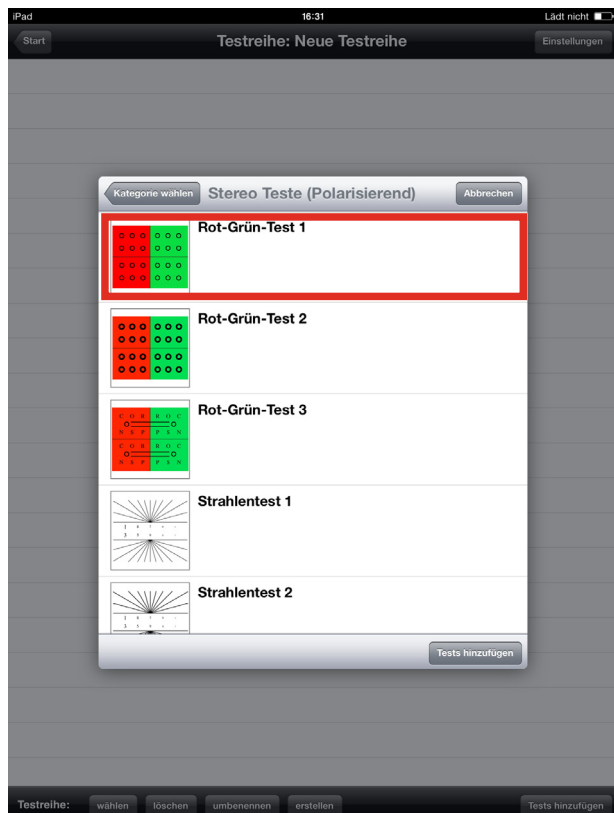 iPad 16:31 Lädt nicht
Start Testreihe: Neue Testreihe Einstellungen
Kategorie wählen Stereo Teste (Polarisierend) Abbrechen
Rot-Grün-Test 1
Rot-Grün-Test 2
Rot-Grün-Test 3
C O R R O C
N S P P S N
C O R R O C
N S P P S N
Strahlentest 1
Strahlentest 2
Tests hinzufügen
Testreihe: wählen löschen umbenennen erstellen Tests hinzufügen